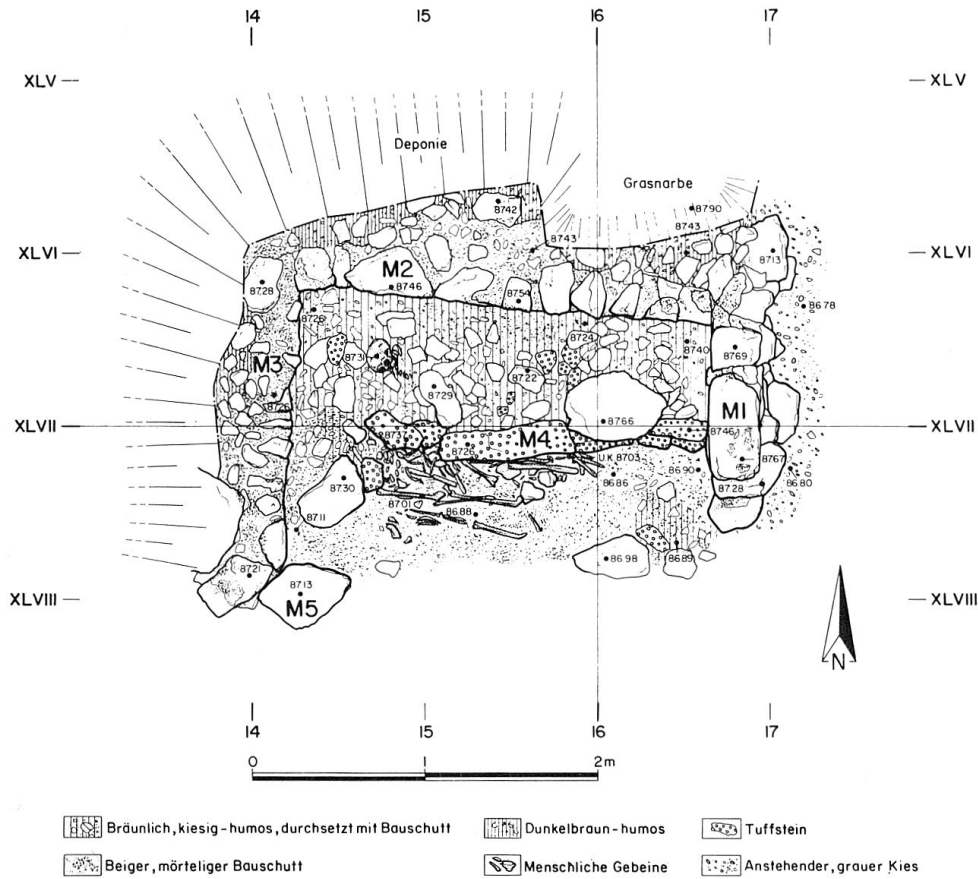 14 15 16 17
XLV XLV
Deponie
Grasnarbe
8742 8790
8743 8743
XLVI XLVI
M2 8713
8728 8746 8754 8678
8726 8724
M3 873 8740 8769
8722
8729 M1
8726 8766 8746
XLVII XLVII
873 M4
8726 U.K 8703 8690 8767
8730 8686 8728 8680
8701 8688
8711
8698 8689
8721 8713
XLVIII M5 XLVIII
N
14 15 16 17
0 1 2m
Bräunlich, kiesig-humos, durchsetzt mit Bauschutt
Dunkelbraun-humos
Tuffstein
Beiger, mörteliger Bauschutt
Menschliche Gebeine
Anstehender, grauer Kies